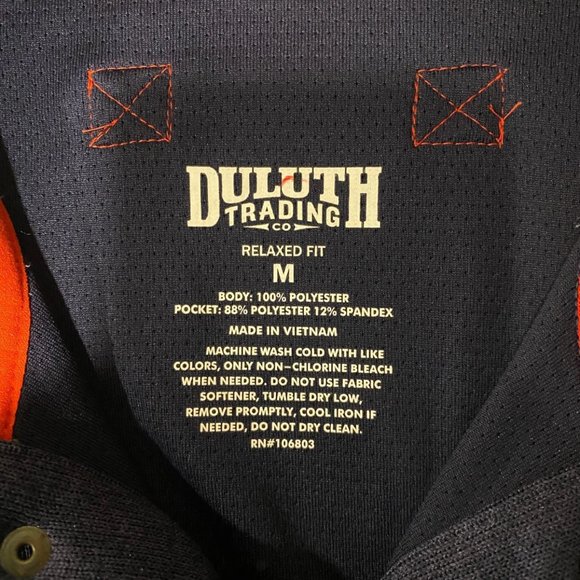 DULUTH
TRADING
CO
RELAXED FIT
M
BODY: 100% POLYESTER
POCKET: 88% POLYESTER 12% SPANDEX
MADE IN VIETNAM
MACHINE WASH COLD WITH LIKE
COLORS, ONLY NON–CHLORINE BLEACH
WHEN NEEDED. DO NOT USE FABRIC
SOFTENER, TUMBLE DRY LOW,
REMOVE PROMPTLY, COOL IRON IF
NEEDED, DO NOT DRY CLEAN.
RN#106803